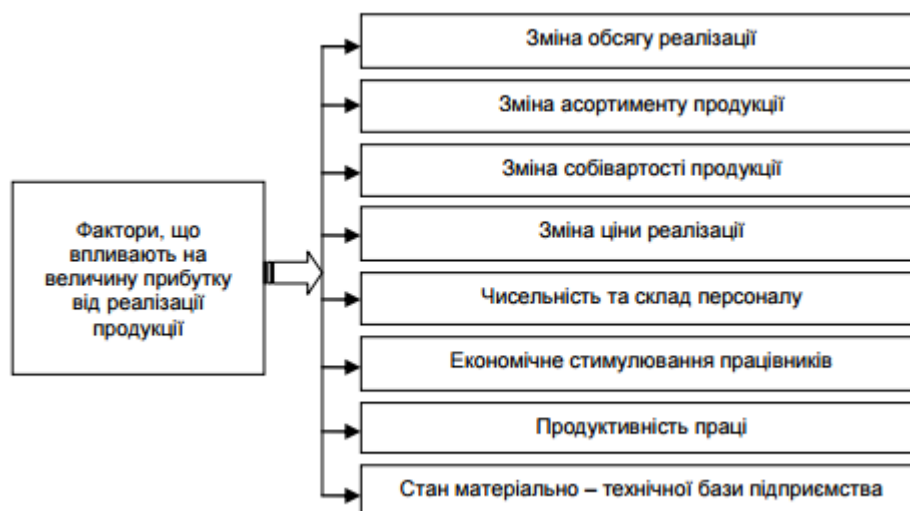 Фактори, що
впливають на
величину прибутку
від реалізації
продукції
Зміна обсягу реалізації
Зміна асортименту продукції
Зміна собівартості продукції
Зміна ціни реалізації
Чисельність та склад персоналу
Економічне стимулювання працівників
Продуктивність праці
Стан матеріально – технічної бази підприємства